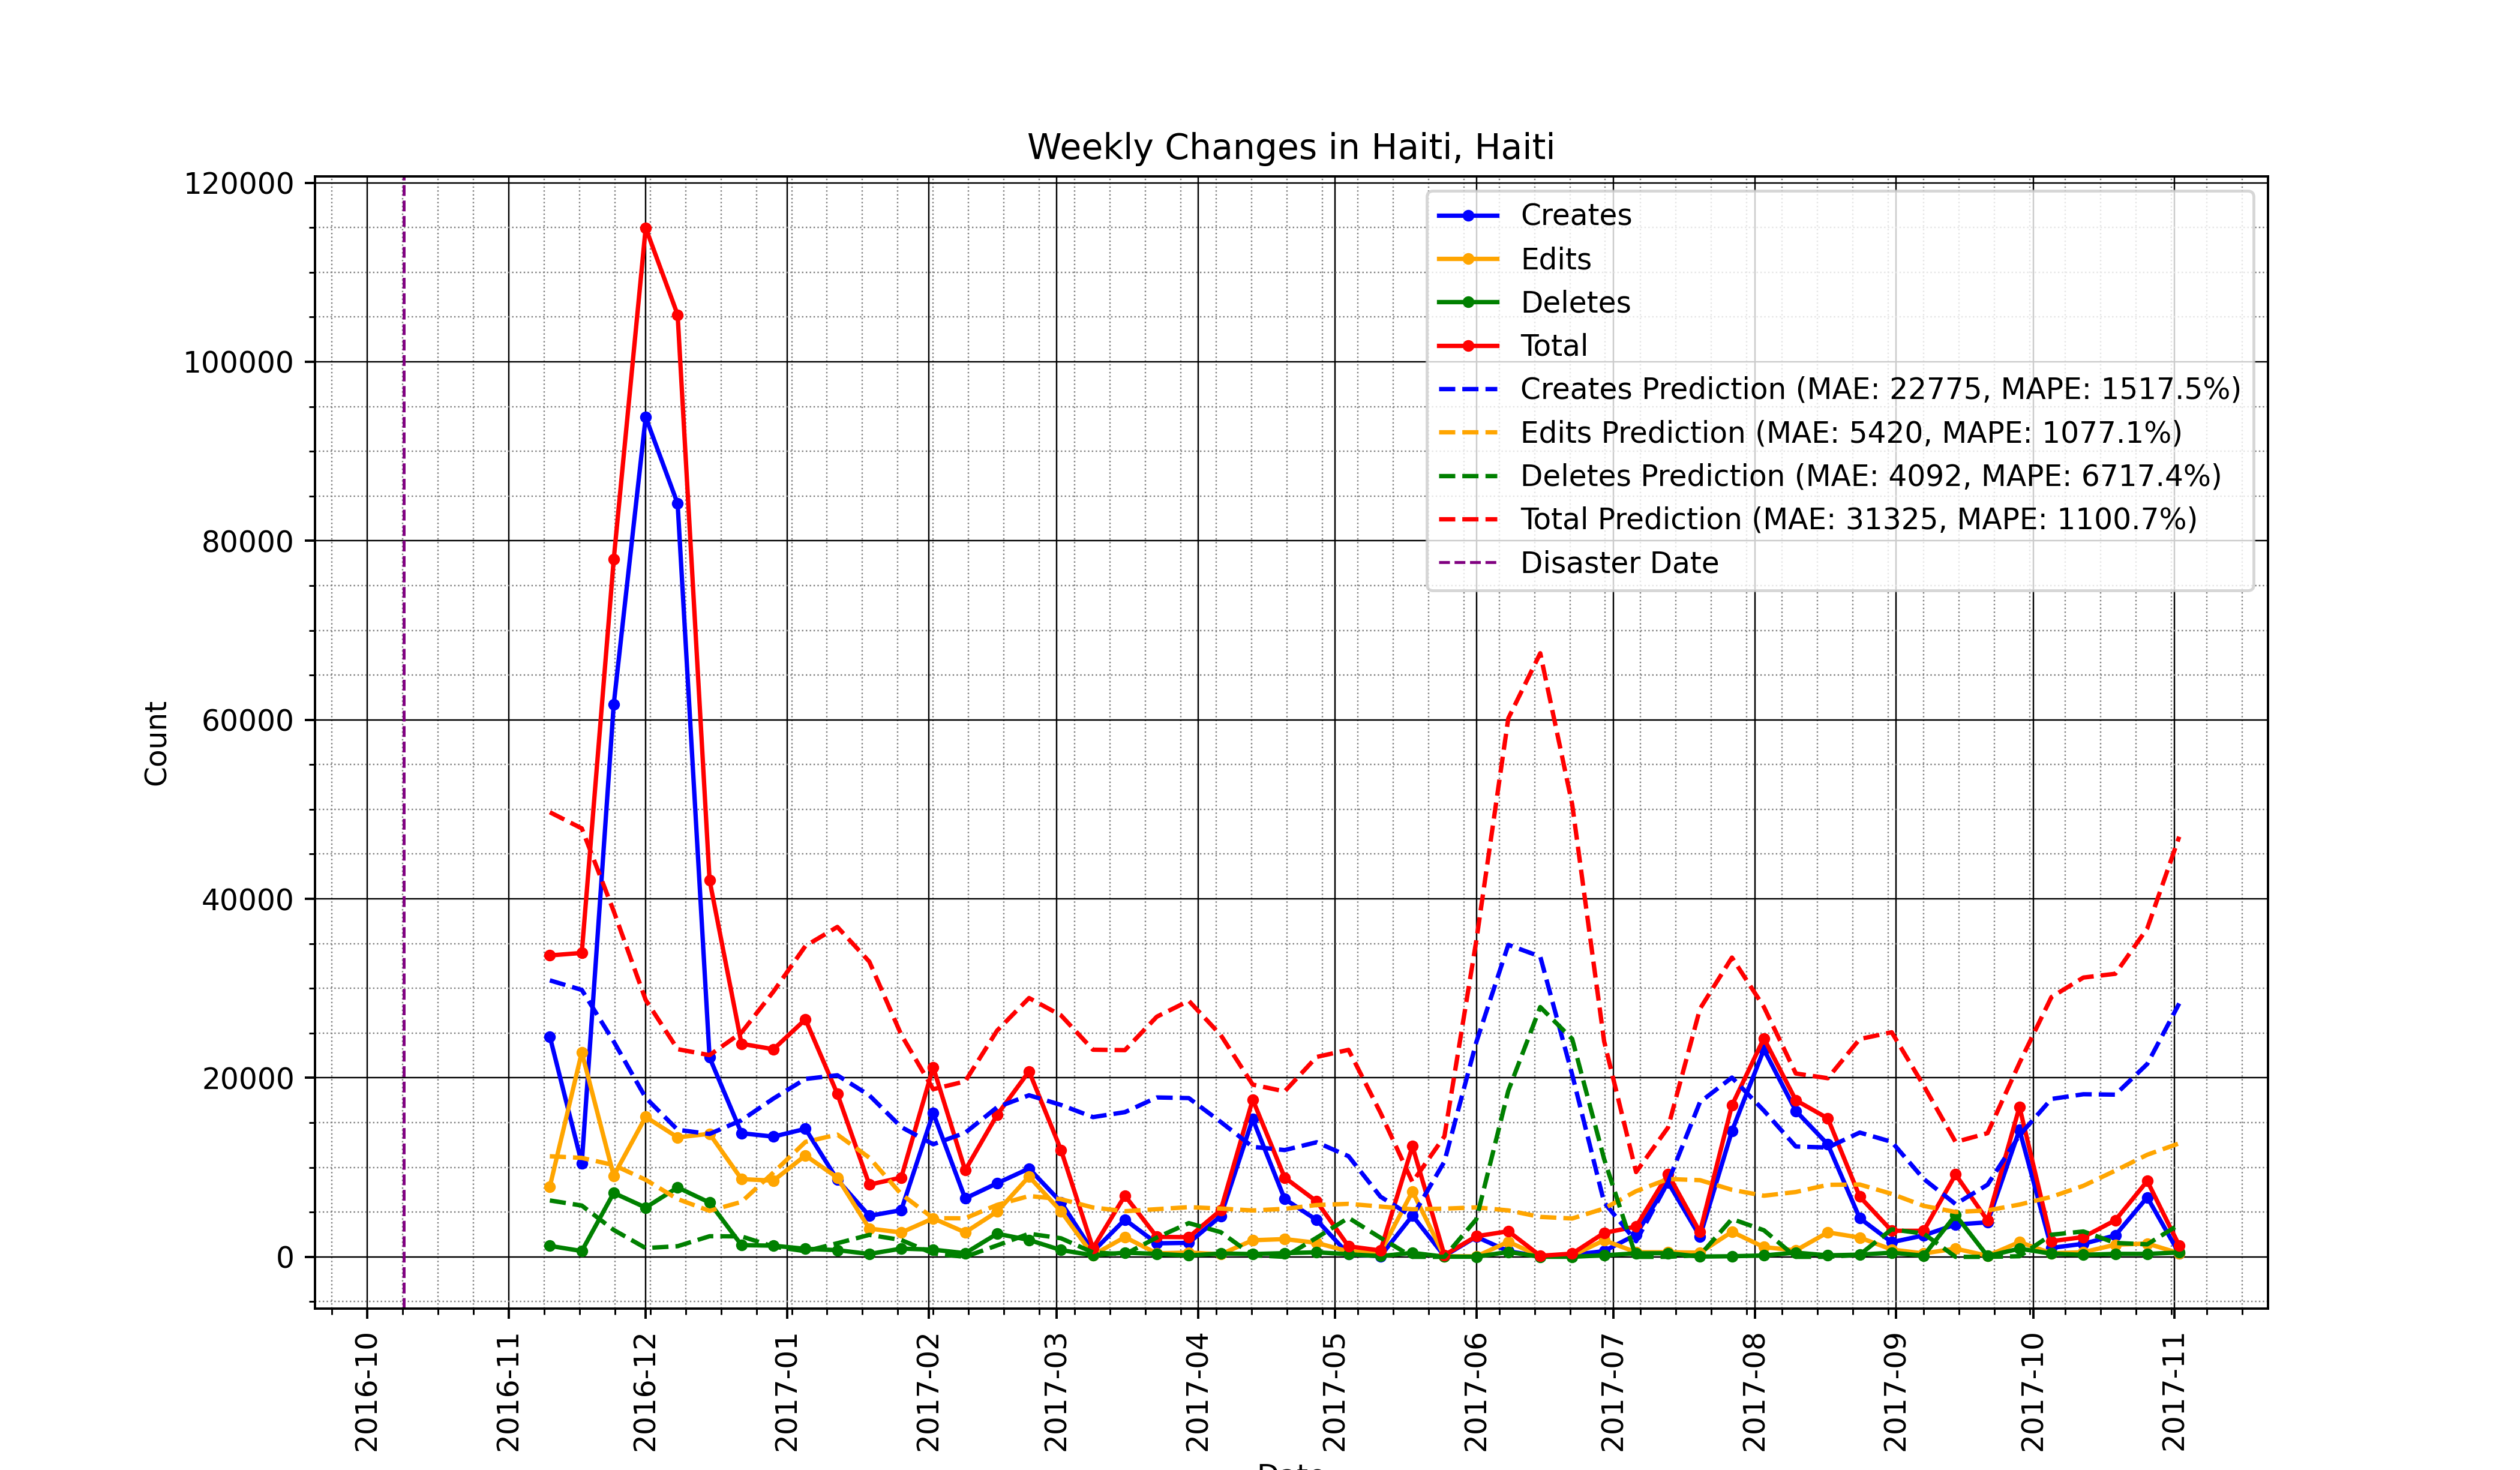 Weekly Changes in Haiti, Haiti
120000
100000
80000
60000
40000
20000
0
Count
Creates
Edits
Deletes
Total
Creates Prediction (MAE: 22775, MAPE: 1517.5%)
Edits Prediction (MAE: 5420, MAPE: 1077.1%)
Deletes Prediction (MAE: 4092, MAPE: 6717.4%)
Total Prediction (MAE: 31325, MAPE: 1100.7%)
Disaster Date
2016-10
2016-11
2016-12
2017-01
2017-02
2017-03
2017-04
2017-05
2017-06
2017-07
2017-08
2017-09
2017-10
2017-11
Date